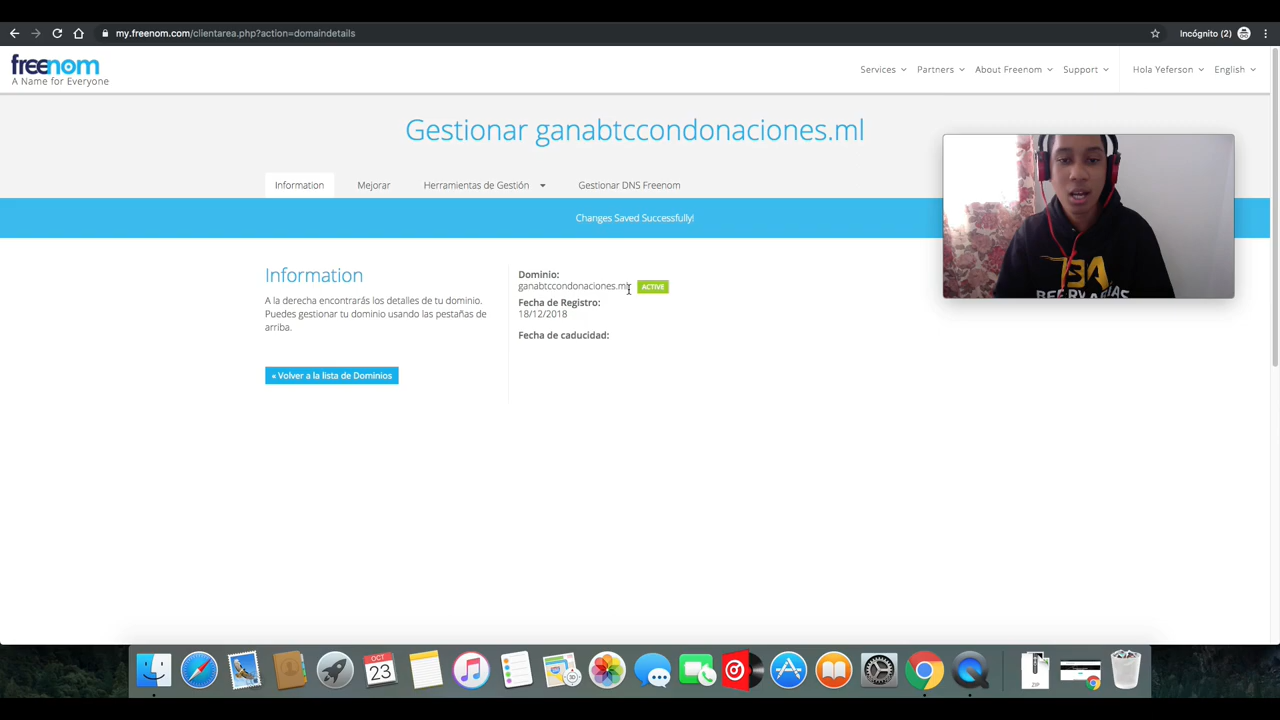 my.freenom.com/clientarea.php?action=domaindetails
Incógnito (2)
freenom
A Name for Everyone
Services
Partners
About Freenom
Support
Hola Yeferson
English
Gestionar ganabtccondonaciones.ml
Information
Mejorar
Herramientas de Gestión
Gestionar DNS Freenom
Changes Saved Successfully!
Information
A la derecha encontrarás los detalles de tu dominio.
Puedes gestionar tu dominio usando las pestañas de
arriba.
« Volver a la lista de Dominios
Dominio:
ganabtccondonaciones.ml
ACTIVE
Fecha de Registro:
18/12/2018
Fecha de caducidad:
OCT
23
ZIP